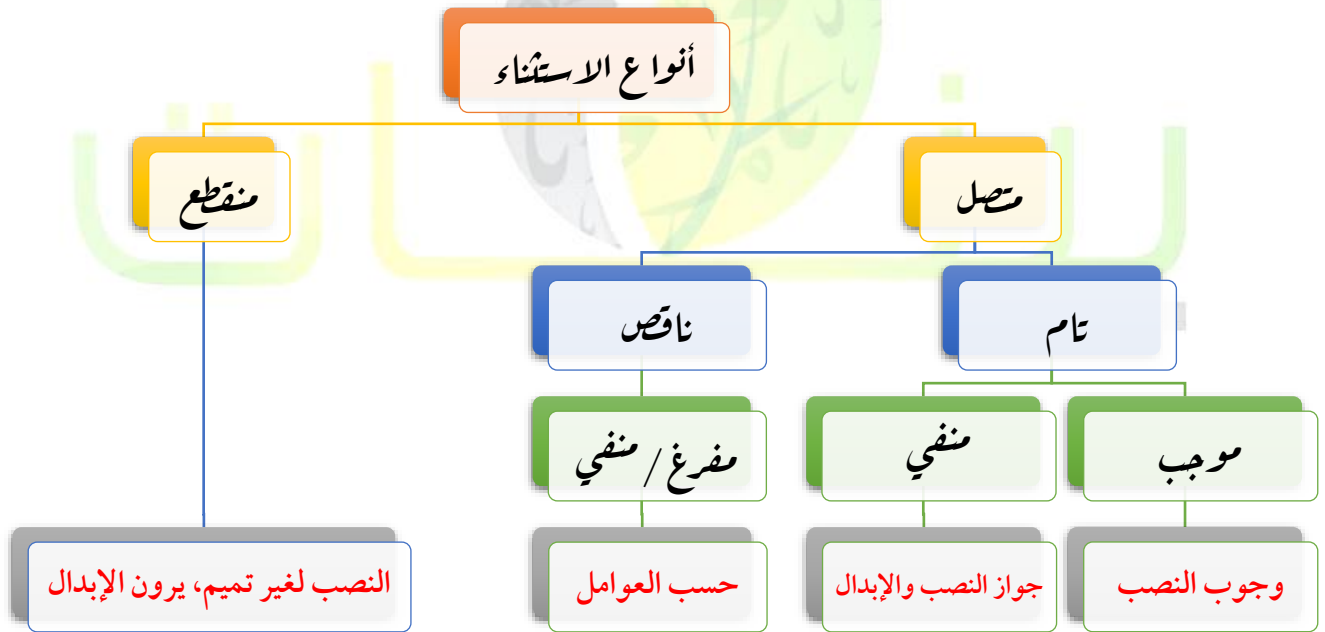 أنواع الاستثناء
متصل
منقطع
تام
ناقص
موجب
منفي
مفرغ / منفي
وجوب النصب
جواز النصب والإبدال
حسب العوامل
النصب لغير تميم، يرون الإبدال